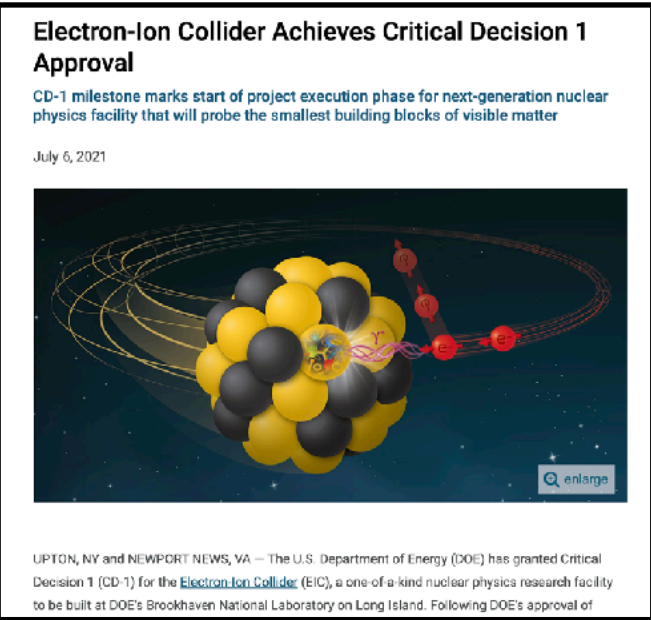 Electron-Ion Collider Achieves Critical Decision 1
Approval
CD-1 milestone marks start of project execution phase for next-generation nuclear
physics facility that will probe the smallest building blocks of visible matter
July 6, 2021
e-
e-
e-
γ*
e-
enlarge
UPTON, NY and NEWPORT NEWS, VA — The U.S. Department of Energy (DOE) has granted Critical
Decision 1 (CD-1) for the Electron-Ion Collider (EIC), a one-of-a-kind nuclear physics research facility
to be built at DOE's Brookhaven National Laboratory on Long Island. Following DOE's approval of